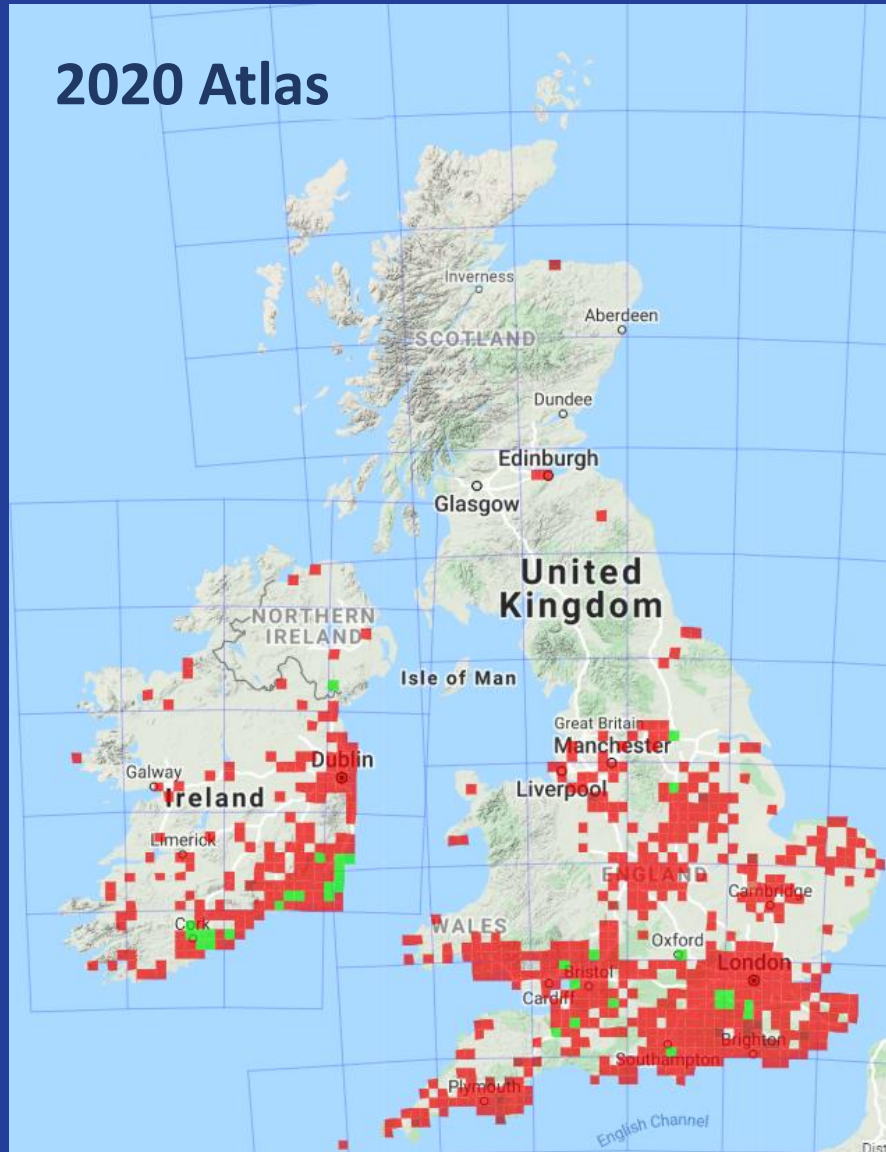 2020 Atlas
Inverness
Aberdeen
SCOTLAND
Dundee
Edinburgh
Glasgow
United
Kingdom
NORTHERN
IRELAND
Isle of Man
Great Britain
Manchester
Dublin
Galway
Ireland
Liverpool
Limerick
ENGLAND
Cambridge
Cork
WALES
Oxford
London
Bristol
Cardiff
Brighton
Southampton
Plymouth
English Channel
Dist